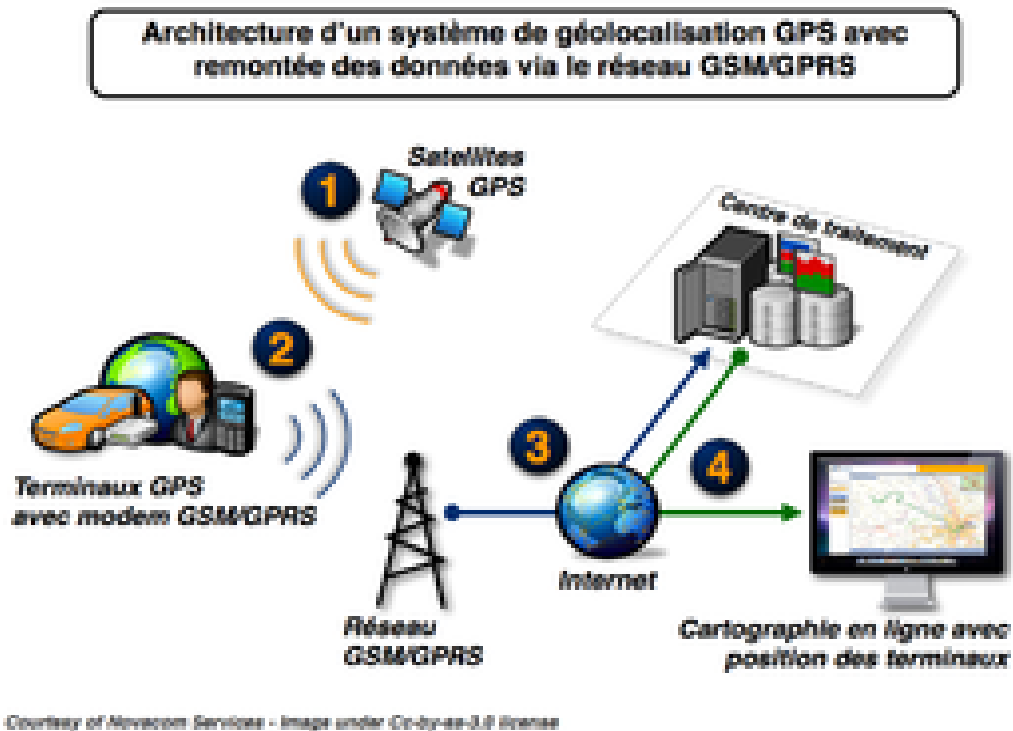 Architecture d'un système de géolocalisation GPS avec
remontée des données via le réseau GSM/GPRS
1
Satellites
GPS
Centre de traitement
2
Terminaux GPS
avec modem GSM/GPRS
3
4
Internet
Réseau
GSM/GPRS
Cartographie en ligne avec
position des terminaux
Courtesy of Novacom Services - Image under Cc-by-sa-3.0 license